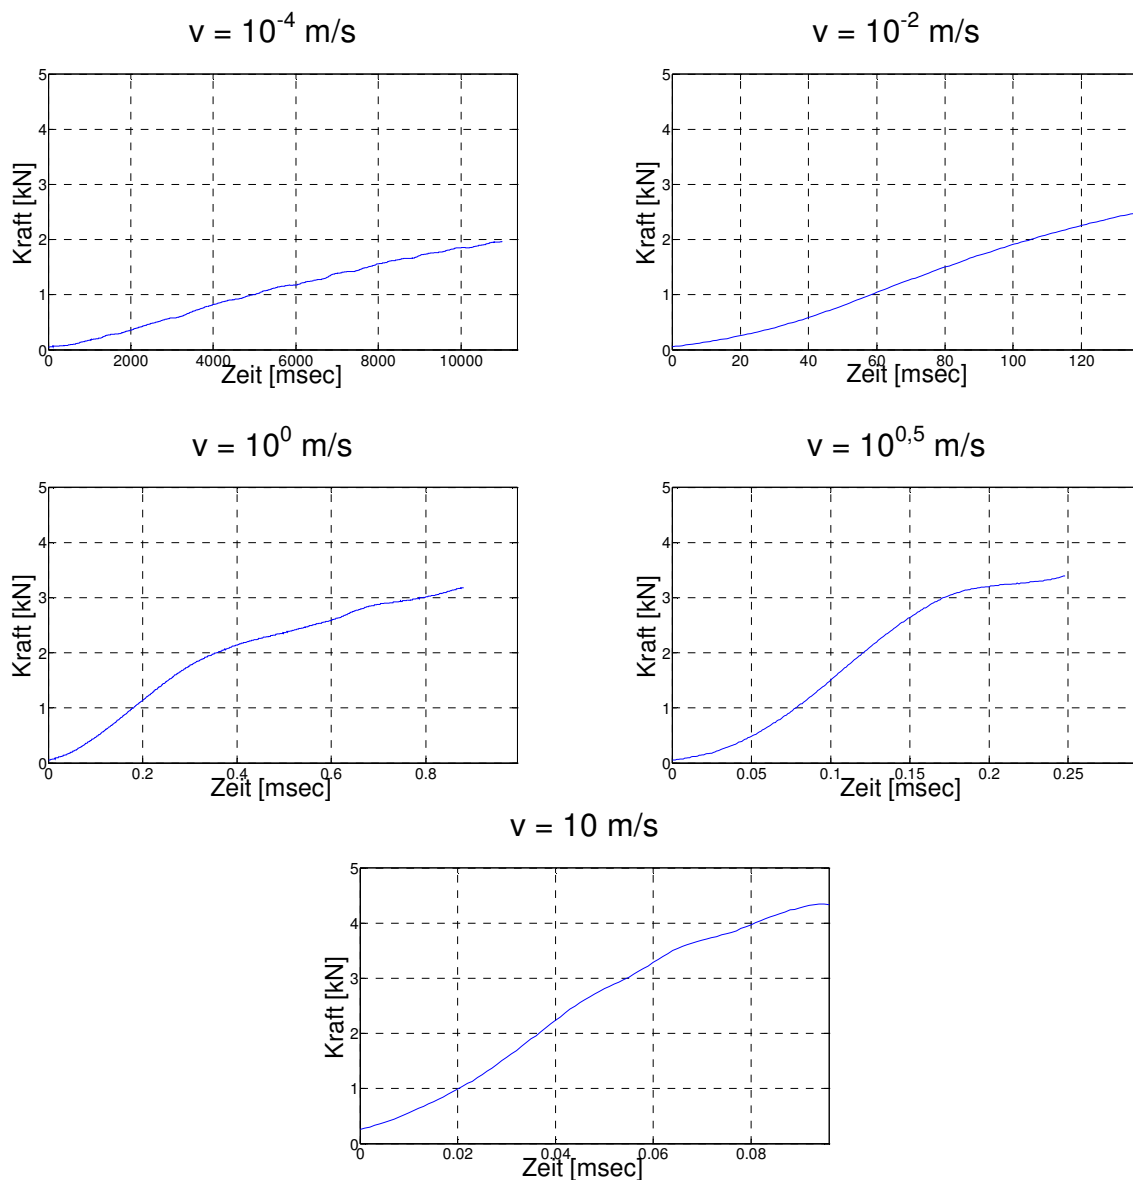 v = 10^-4 m/s
v = 10^-2 m/s
5
4
3
2
1
0
Kraft [kN]
0 2000 4000 6000 8000 10000
Zeit [msec]
5
4
3
2
1
0
Kraft [kN]
0 20 40 60 80 100 120
Zeit [msec]
v = 10^0 m/s
v = 10^0,5 m/s
5
4
3
2
1
0
Kraft [kN]
0 0.2 0.4 0.6 0.8
Zeit [msec]
5
4
3
2
1
0
Kraft [kN]
0 0.05 0.1 0.15 0.2 0.25
Zeit [msec]
v = 10 m/s
5
4
3
2
1
0
Kraft [kN]
0 0.02 0.04 0.06 0.08
Zeit [msec]